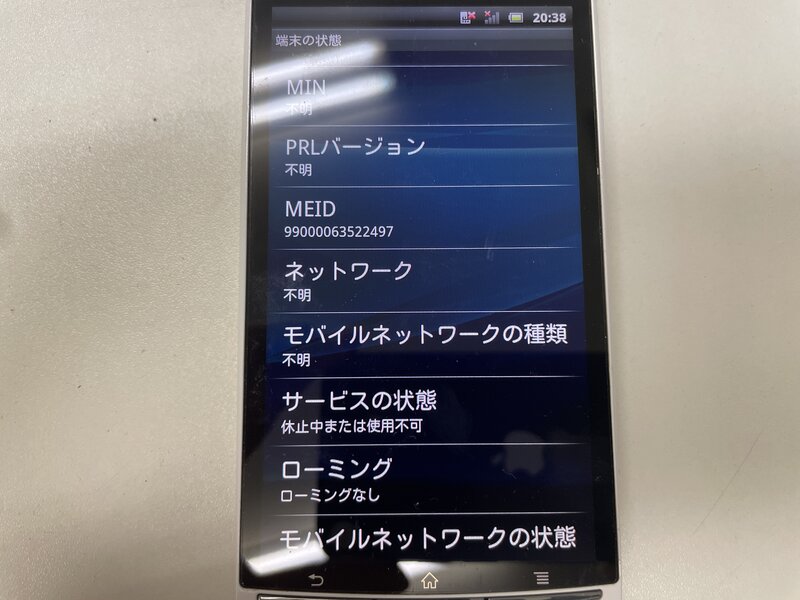 20:38
端末の状態
MIN
不明
PRLバージョン
不明
MEID
99000063522497
ネットワーク
不明
モバイルネットワークの種類
不明
サービスの状態
休止中または使用不可
ローミング
ローミングなし
モバイルネットワークの状態